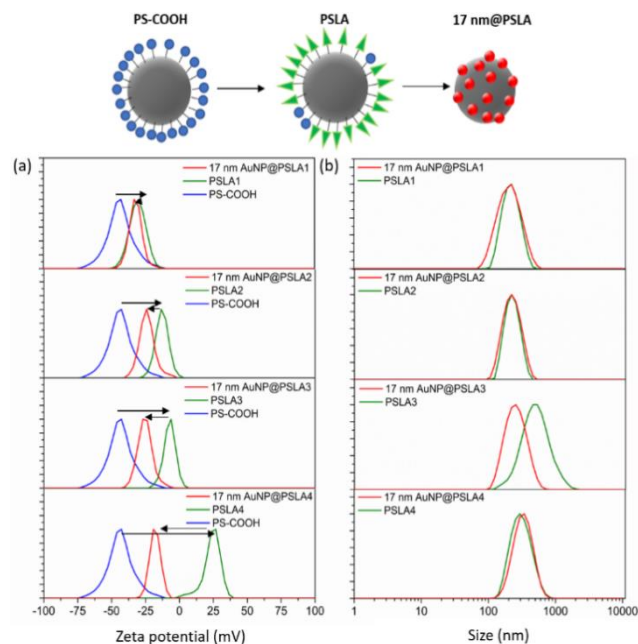 PS-COOH PSLA 17 nm@PSLA
(a) (b)
17 nm AuNP@PSLA1
PSLA1
PS-COOH
17 nm AuNP@PSLA1
PSLA1
17 nm AuNP@PSLA2
PSLA2
PS-COOH
17 nm AuNP@PSLA2
PSLA2
17 nm AuNP@PSLA3
PSLA3
PS-COOH
17 nm AuNP@PSLA3
PSLA3
17 nm AuNP@PSLA4
PSLA4
PS-COOH
17 nm AuNP@PSLA4
PSLA4
-100 -75 -50 -25 0 25 50 75 100
Zeta potential (mV)
1 10 100 1000 10000
Size (nm)